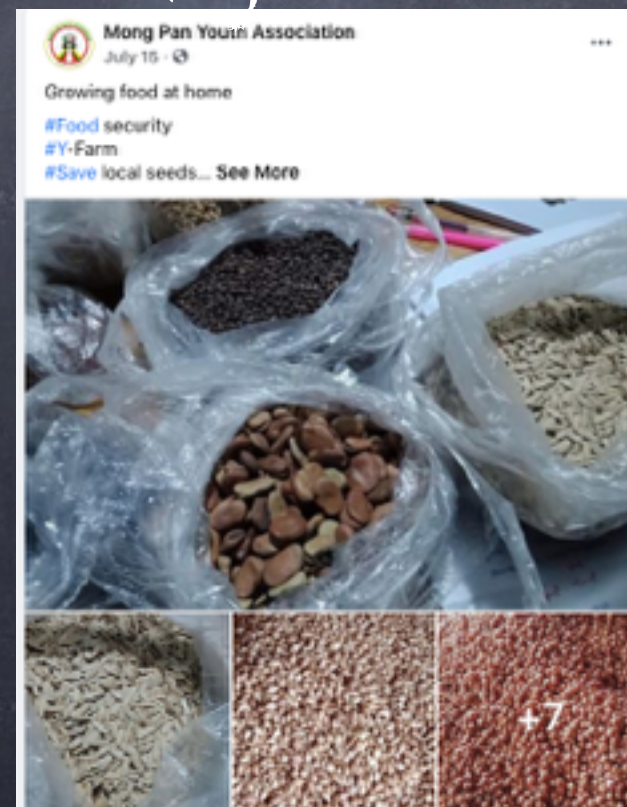 Mong Pan Youth Association
July 15
Growing food at home
#Food security
#Y-Farm
#Save local seeds... See More
+7